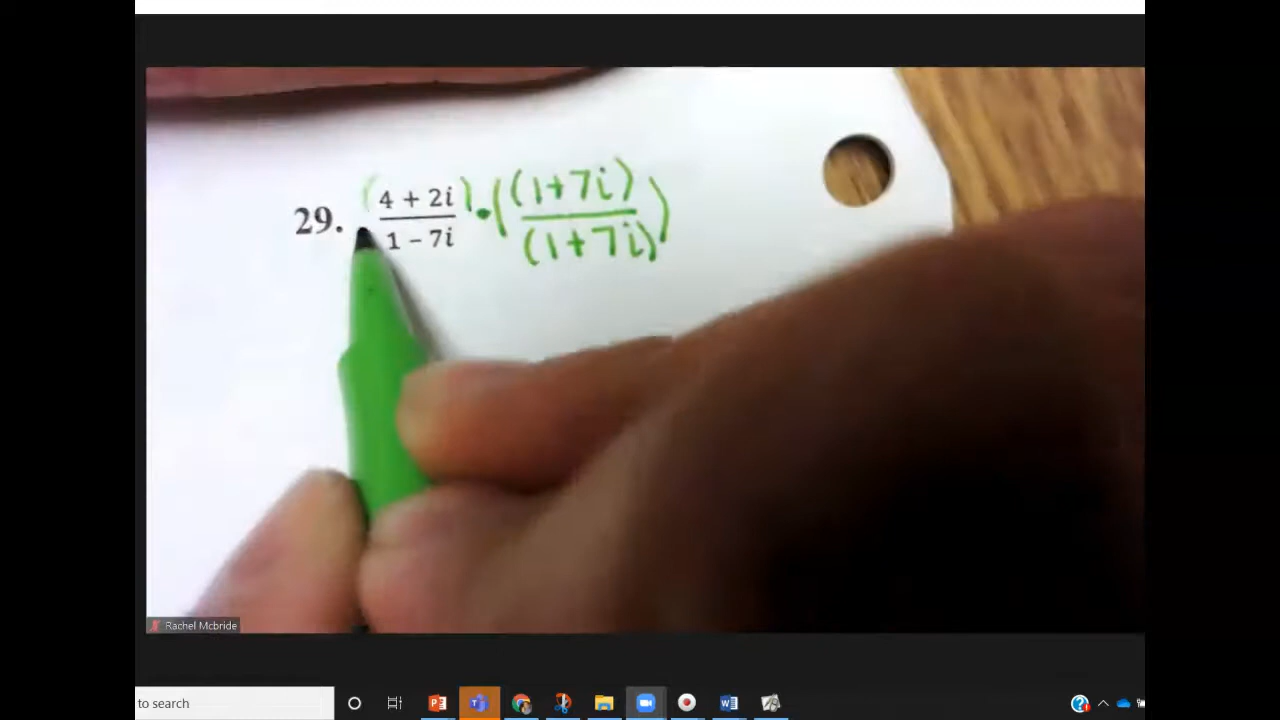 29. (4 + 2i) / 1 − 7i • ((1+7i) / (1+7i))
Rachel Mcbride
to search